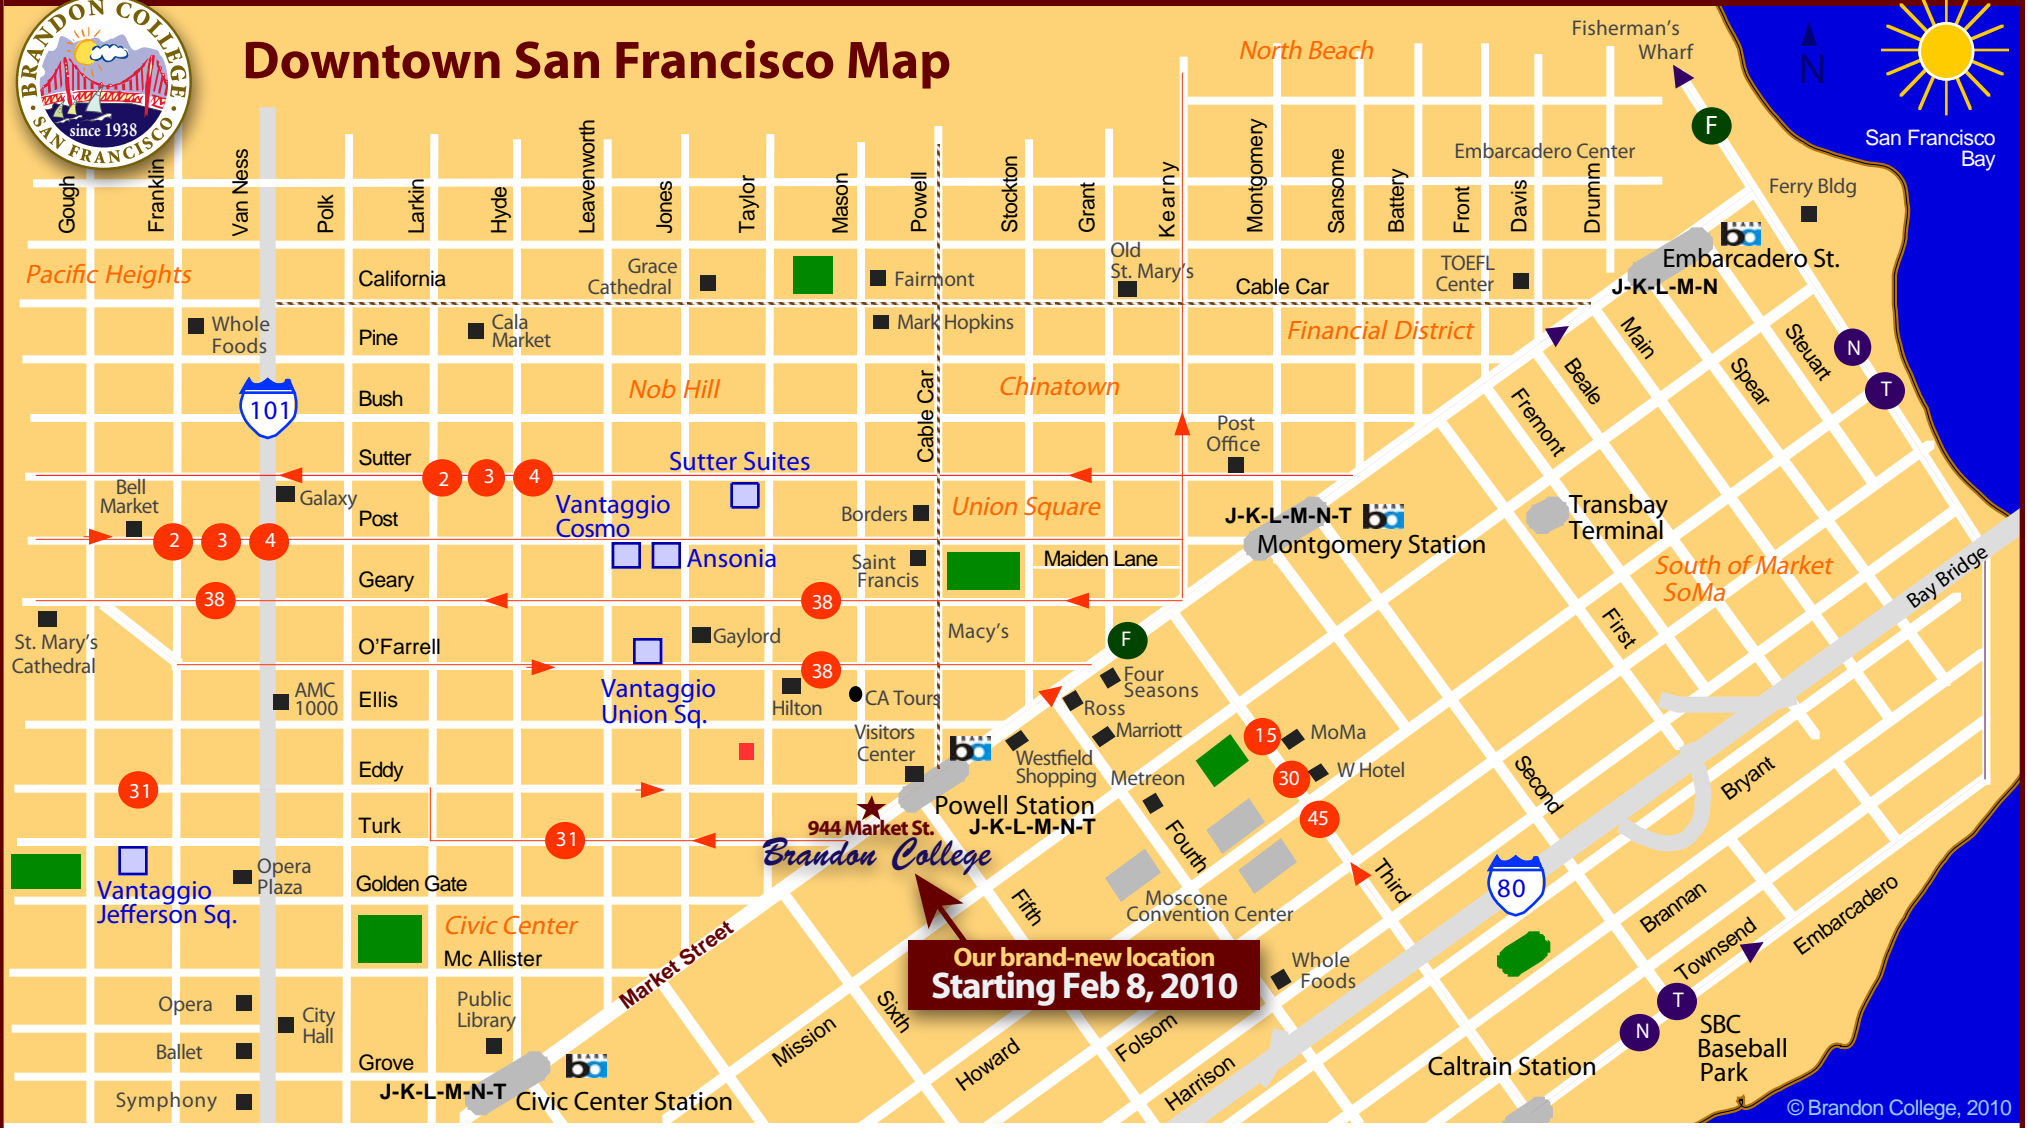 BRANDON COLLEGE
since 1938
SAN FRANCISCO
Downtown San Francisco Map
North Beach
Fisherman's
Wharf
N
F
San Francisco
Bay
Embarcadero Center
Ferry Bldg
Gough
Franklin
Van Ness
Polk
Larkin
Hyde
Leavenworth
Jones
Taylor
Mason
Powell
Stockton
Grant
Kearny
Montgomery
Sansome
Battery
Front
Davis
Drumm
BART
ba
Embarcadero St.
J-K-L-M-N
Pacific Heights
California
Grace
Cathedral
Fairmont
Old
St. Mary's
Cable Car
TOEFL
Center
Whole
Foods
Pine
Cala
Market
Mark Hopkins
Financial District
Main
Beale
Spear
Steuart
N
T
101
Bush
Nob Hill
Cable Car
Chinatown
Fremont
Post
Office
Sutter
2
3
4
Sutter Suites
Bell
Market
Galaxy
Vantaggio
Cosmo
Post
Borders
Union Square
J-K-L-M-N-T
BART
ba
Montgomery Station
Transbay
Terminal
2
3
4
Ansonia
Saint
Francis
Maiden Lane
South of Market
SoMa
Bay Bridge
Geary
38
38
St. Mary's
Cathedral
O'Farrell
Gaylord
Macy's
F
First
38
Four
Seasons
Vantaggio
Union Sq.
AMC
1000
Ellis
Hilton
CA Tours
Ross
Marriott
15
MoMa
Visitors
Center
BART
ba
Westfield
Shopping
Metreon
30
W Hotel
Second
Bryant
31
Eddy
Powell Station
J-K-L-M-N-T
45
Turk
31
944 Market St.
Brandon College
Fourth
Third
80
Opera
Plaza
Vantaggio
Jefferson Sq.
Golden Gate
Civic Center
Mc Allister
Market Street
Fifth
Moscone
Convention Center
Brannan
Townsend
Embarcadero
Our brand-new location
Starting Feb 8, 2010
Whole
Foods
Opera
City
Hall
Public
Library
Sixth
Mission
Howard
Folsom
Harrison
T
N
SBC
Baseball
Park
Ballet
Grove
BART
ba
Caltrain Station
J-K-L-M-N-T
Civic Center Station
Symphony
© Brandon College, 2010